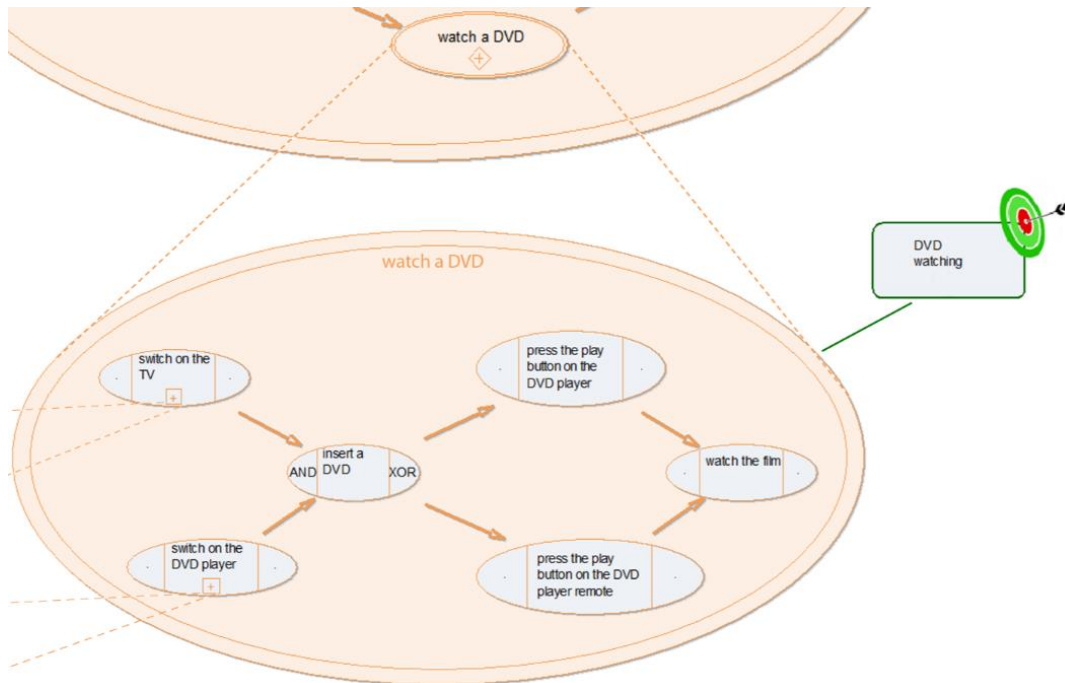 watch a DVD
DVD
watching
watch a DVD
switch on the
TV
press the play
button on the
DVD player
AND
insert a
DVD
XOR
watch the film
switch on the
DVD player
press the play
button on the DVD
player remote